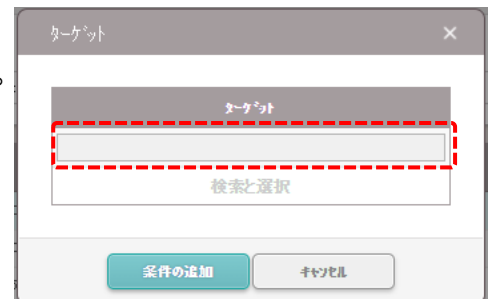 ﾀｰｹﾞｯﾄ ×
。
ﾀｰｹﾞｯﾄ
検索と選択
条件の追加 ｷｬﾝｾﾙ